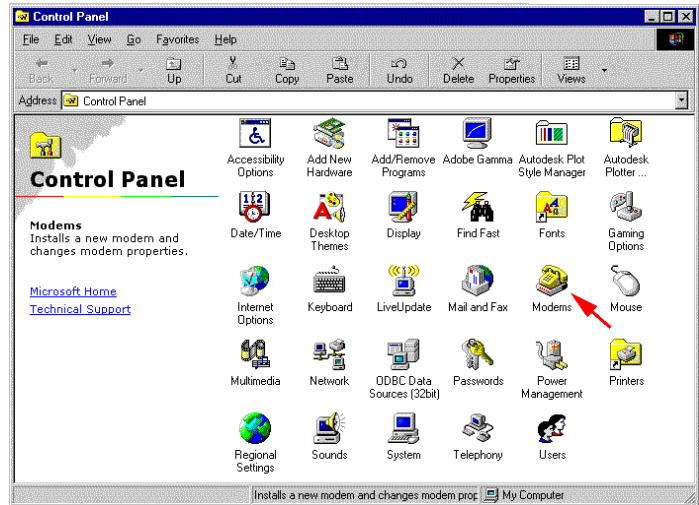 Control Panel
File Edit View Go Favorites Help
Back Forward Up Cut Copy Paste Undo Delete Properties Views
Address Control Panel
Control Panel
Modems
Installs a new modem and
changes modem properties.
Microsoft Home
Technical Support
Accessibility
Options
Add New
Hardware
Add/Remove
Programs
Adobe Gamma
Autodesk Plot
Style Manager
Autodesk
Plotter ...
Date/Time
Desktop
Themes
Display
Find Fast
Fonts
Gaming
Options
Internet
Options
Keyboard
LiveUpdate
Mail and Fax
Modems
Mouse
Multimedia
Network
ODBC Data
Sources (32bit)
Passwords
Power
Management
Printers
Regional
Settings
Sounds
System
Telephony
Users
Installs a new modem and changes modem prop My Computer